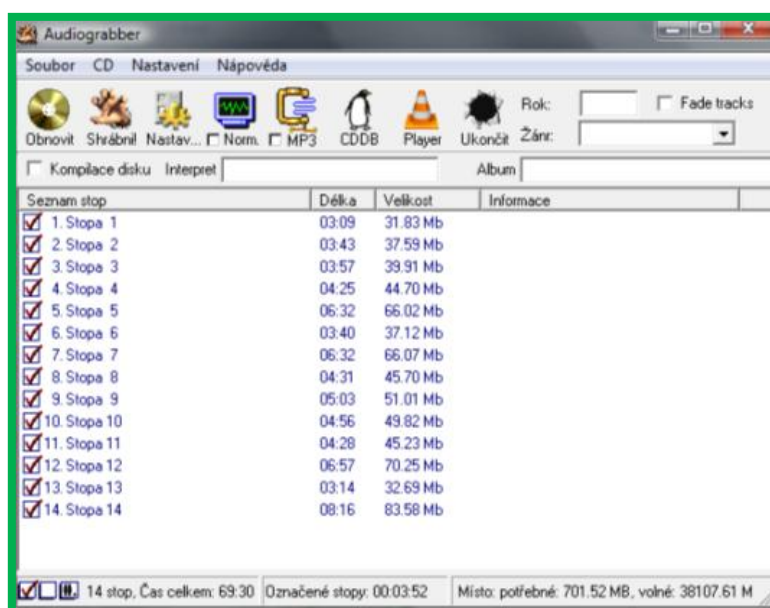 Audiograbber
Soubor CD Nastavení Nápověda
Rok: Fade tracks
Obnovit Shrábni! Nastav... Norm. MP3 CDDB Player Ukončit Žánr:
Kompilace disku Interpret Album
Seznam stop Délka Velikost Informace
1. Stopa 1 03:09 31.83 Mb
2. Stopa 2 03:43 37.59 Mb
3. Stopa 3 03:57 39.91 Mb
4. Stopa 4 04:25 44.70 Mb
5. Stopa 5 06:32 66.02 Mb
6. Stopa 6 03:40 37.12 Mb
7. Stopa 7 06:32 66.07 Mb
8. Stopa 8 04:31 45.70 Mb
9. Stopa 9 05:03 51.01 Mb
10. Stopa 10 04:56 49.82 Mb
11. Stopa 11 04:28 45.23 Mb
12. Stopa 12 06:57 70.25 Mb
13. Stopa 13 03:14 32.69 Mb
14. Stopa 14 08:16 83.58 Mb
14 stop, Čas celkem: 69:30 Označené stopy: 00:03:52 Místo: potřebné: 701.52 MB, volné: 38107.61 M